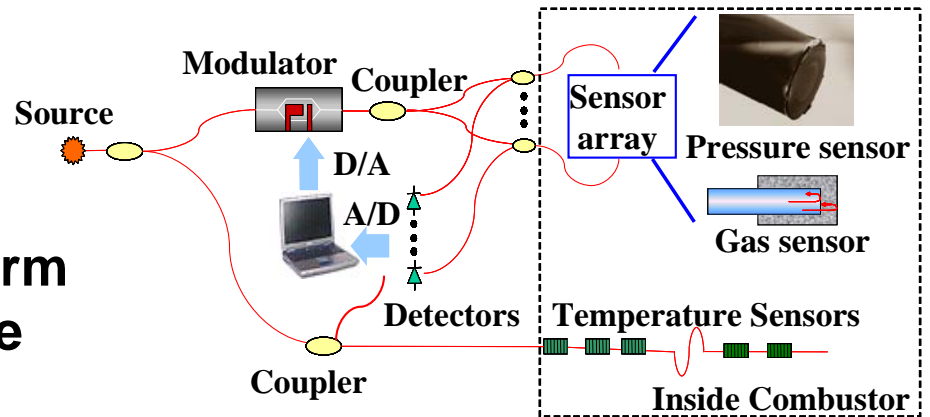 Modulator
Coupler
Source
Sensor
array
Pressure sensor
D/A
A/D
Gas sensor
rm
e
Detectors
Temperature Sensors
Coupler
Inside Combustor